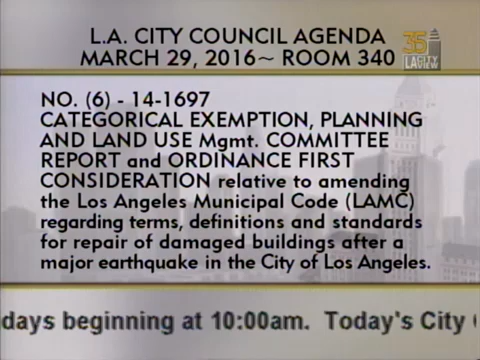 L.A. CITY COUNCIL AGENDA
MARCH 29, 2016~ ROOM 340
35
LA CITY
VIEW
NO. (6) - 14-1697
CATEGORICAL EXEMPTION, PLANNING
AND LAND USE Mgmt. COMMITTEE
REPORT and ORDINANCE FIRST
CONSIDERATION relative to amending
the Los Angeles Municipal Code (LAMC)
regarding terms, definitions and standards
for repair of damaged buildings after a
major earthquake in the City of Los Angeles.
days beginning at 10:00am. Today's City